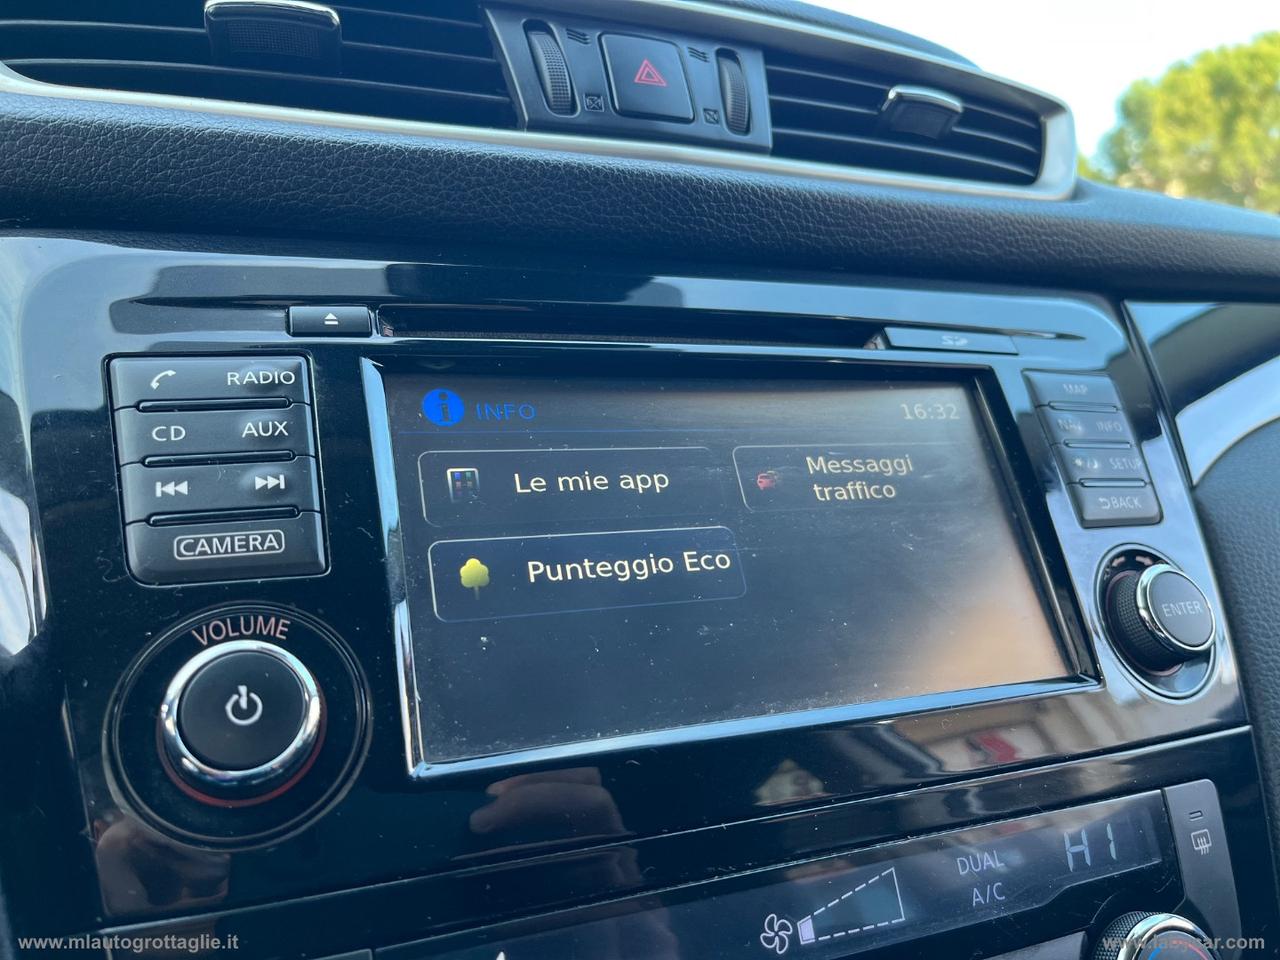 RADIO
CD AUX
CAMERA
VOLUME
INFO 16:32
Le mie app
Messaggi
traffico
Punteggio Eco
MAP
NAV INFO
SETUP
BACK
ENTER
DUAL
A/C
HI
www.mlautogrottaglie.it